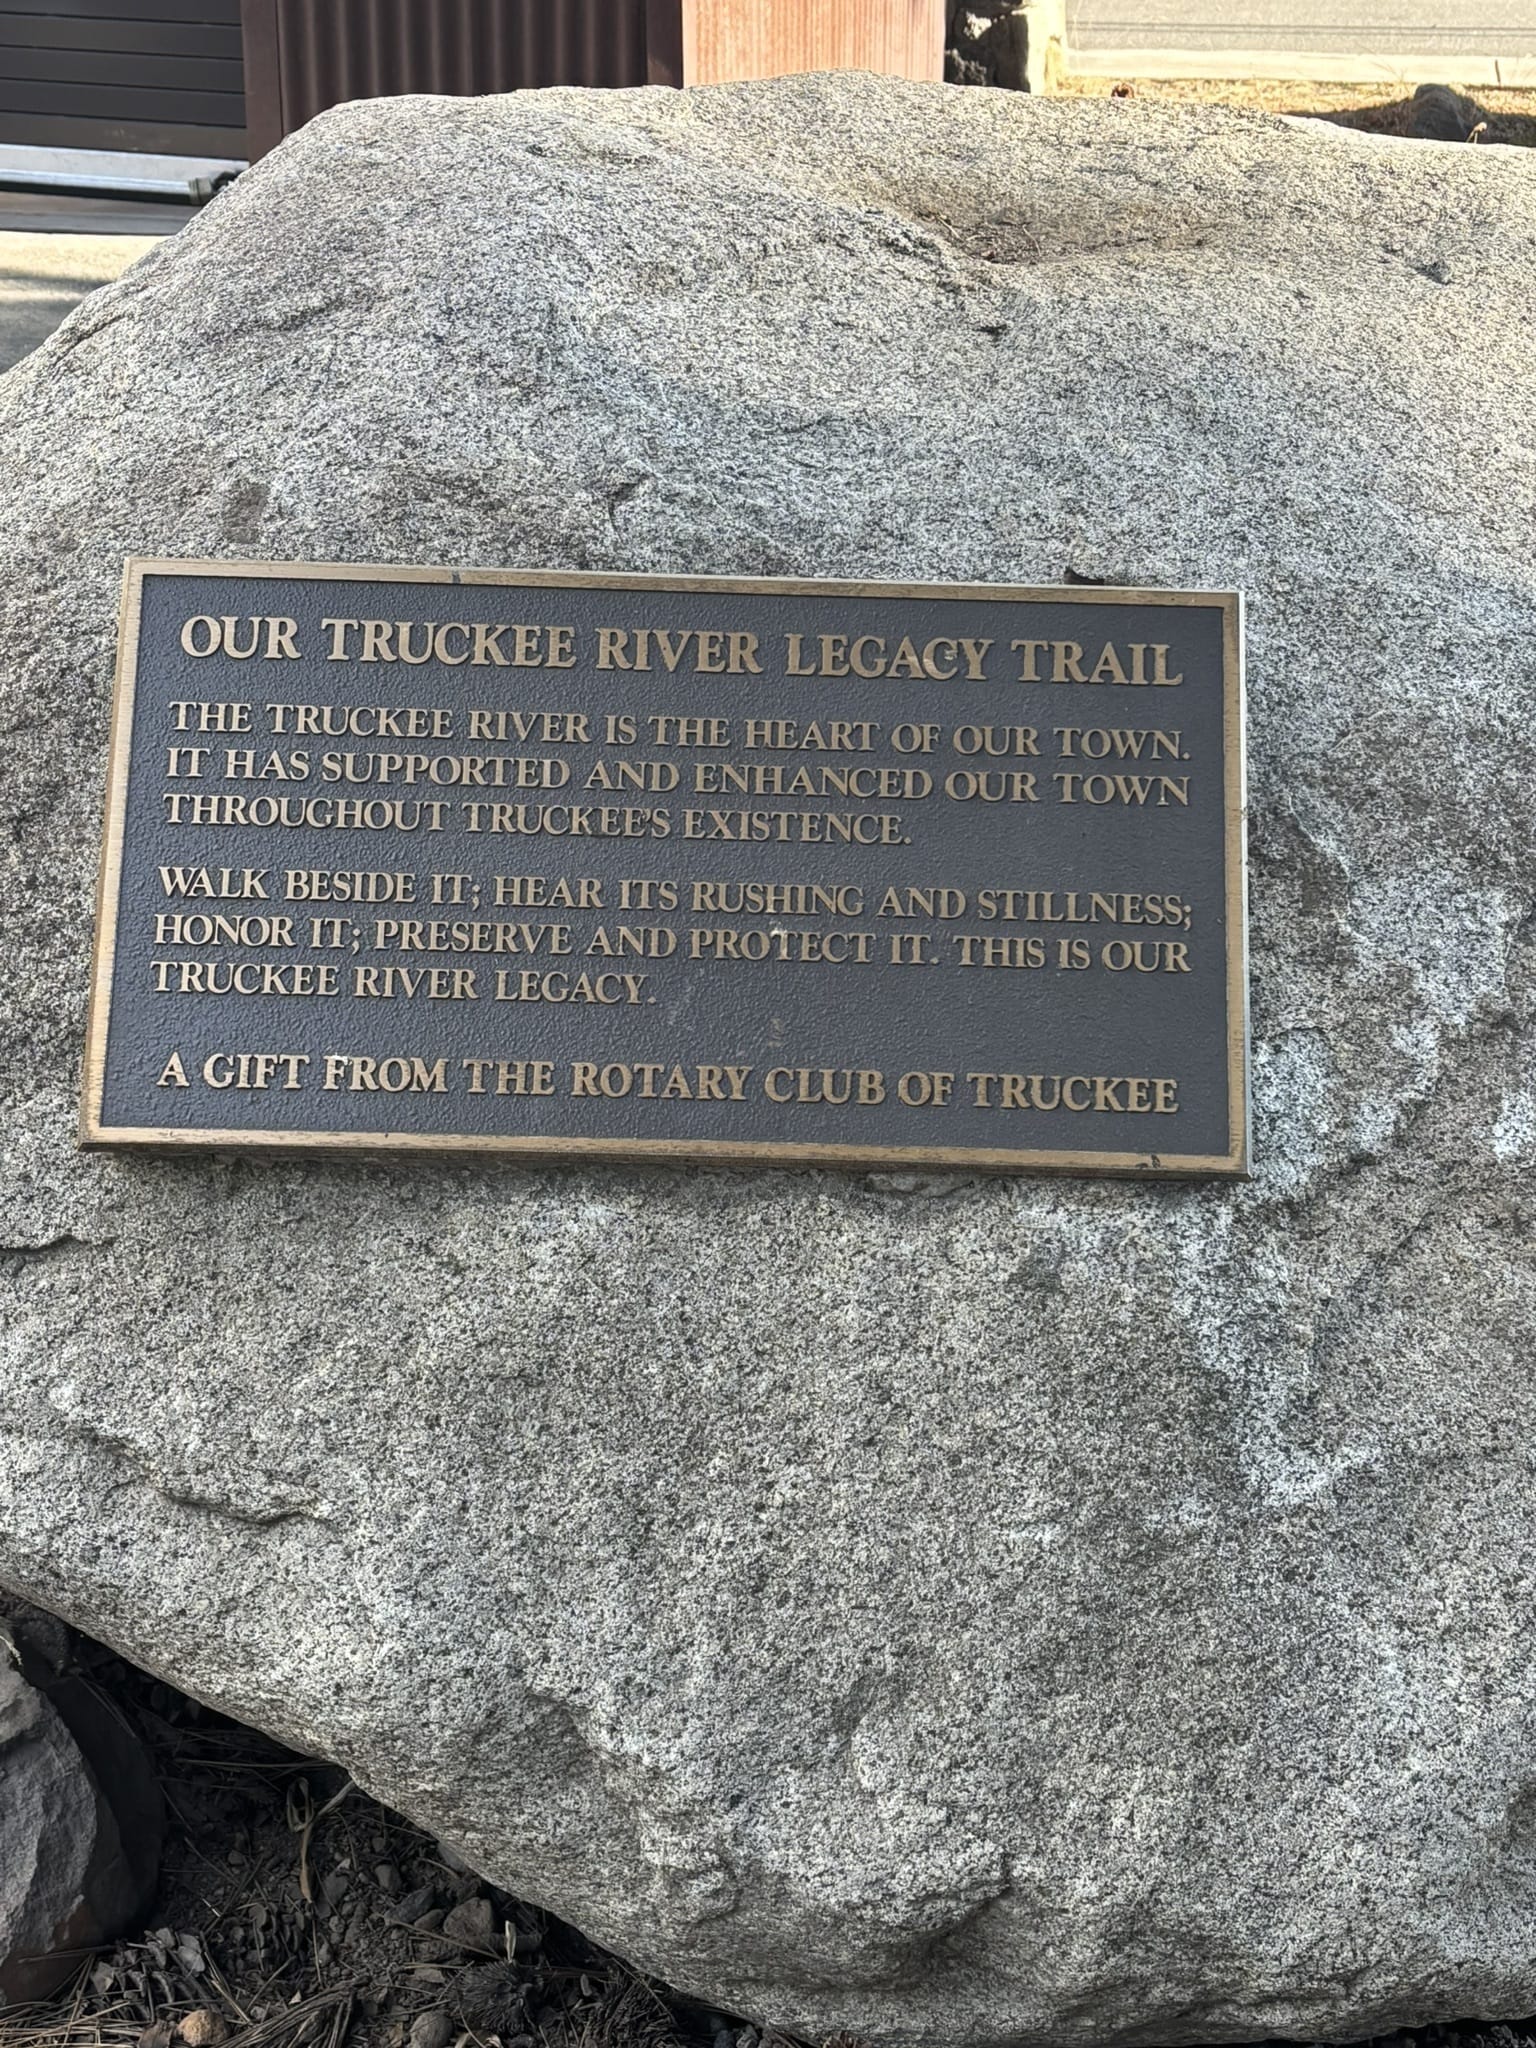 OUR TRUCKEE RIVER LEGACY TRAIL
THE TRUCKEE RIVER IS THE HEART OF OUR TOWN.
IT HAS SUPPORTED AND ENHANCED OUR TOWN
THROUGHOUT TRUCKEE'S EXISTENCE.
WALK BESIDE IT; HEAR ITS RUSHING AND STILLNESS;
HONOR IT; PRESERVE AND PROTECT IT. THIS IS OUR
TRUCKEE RIVER LEGACY.
A GIFT FROM THE ROTARY CLUB OF TRUCKEE